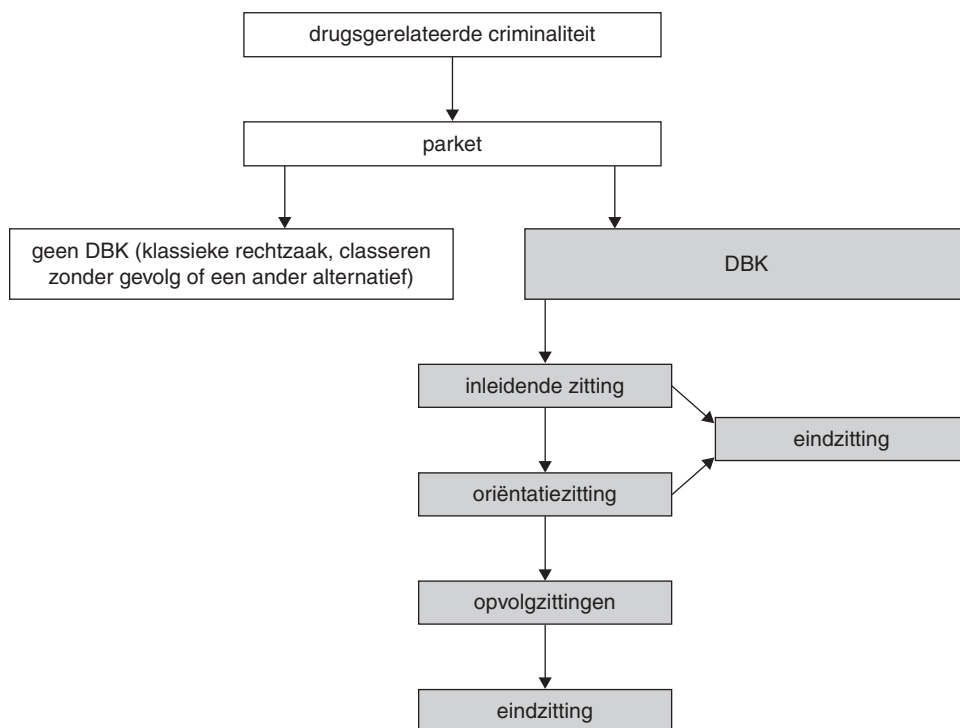 drugsgerelateerde criminaliteit
parket
geen DBK (klassieke rechtzaak, classeren
zonder gevolg of een ander alternatief)
DBK
inleidende zitting
eindzitting
oriëntatiezitting
opvolgzittingen
eindzitting